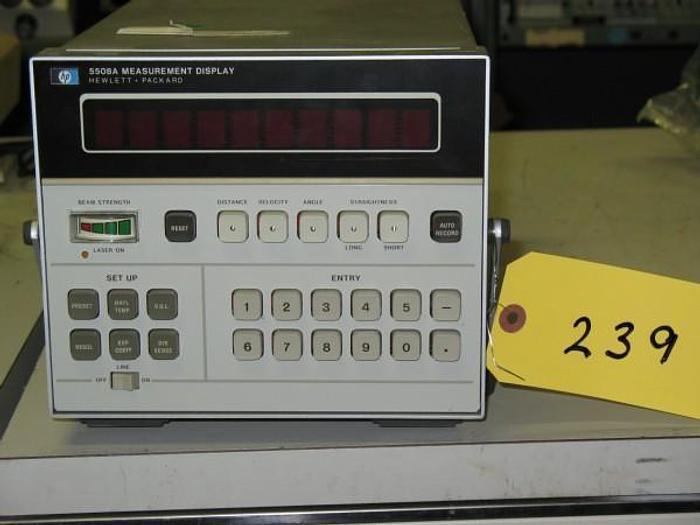 hp 5508A MEASUREMENT DISPLAY
HEWLETT • PACKARD
BEAM STRENGTH
LASER ON
RESET
DISTANCE VELOCITY ANGLE STRAIGHTNESS
LONG SHORT
AUTO RECORD
SET UP
PRESET MATL TEMP V.O.L.
RESOL EXP COEFF DIR SENSE
LINE
OFF ON
ENTRY
1 2 3 4 5 –
6 7 8 9 0 .
239